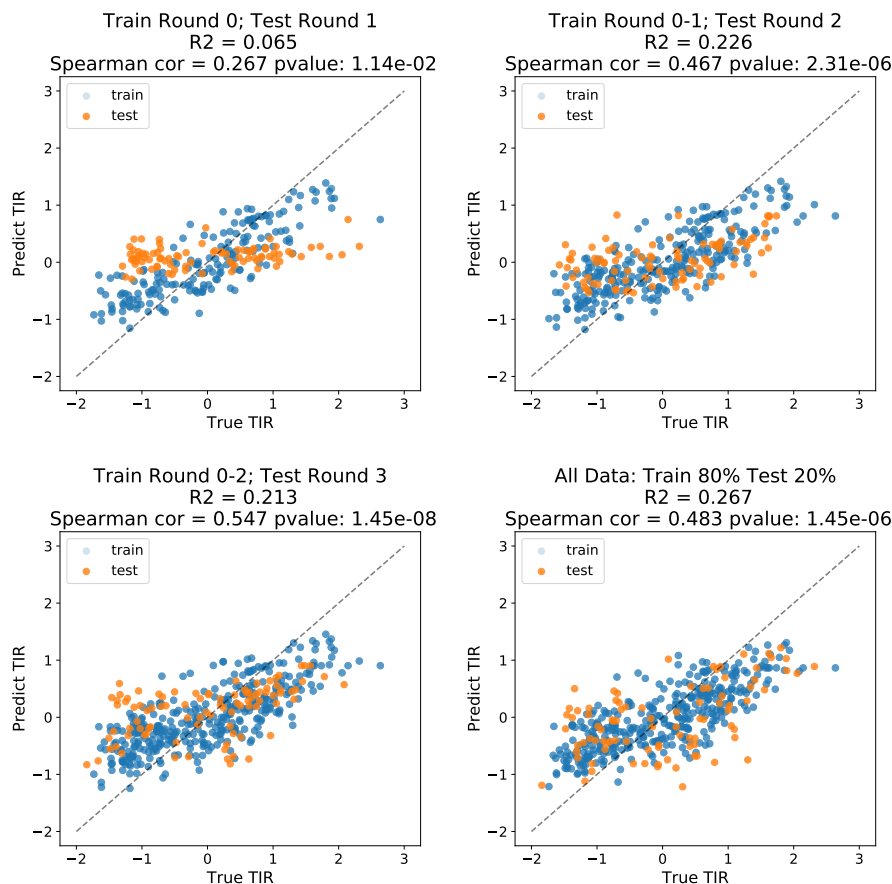 Train Round 0; Test Round 1
R2 = 0.065
Spearman cor = 0.267 pvalue: 1.14e-02
3
2
1
0
−1
−2
Predict TIR
train
test
−2 −1 0 1 2 3
True TIR
Train Round 0-1; Test Round 2
R2 = 0.226
Spearman cor = 0.467 pvalue: 2.31e-06
3
2
1
0
−1
−2
Predict TIR
train
test
−2 −1 0 1 2 3
True TIR
Train Round 0-2; Test Round 3
R2 = 0.213
Spearman cor = 0.547 pvalue: 1.45e-08
3
2
1
0
−1
−2
Predict TIR
train
test
−2 −1 0 1 2 3
True TIR
All Data: Train 80% Test 20%
R2 = 0.267
Spearman cor = 0.483 pvalue: 1.45e-06
3
2
1
0
−1
−2
Predict TIR
train
test
−2 −1 0 1 2 3
True TIR